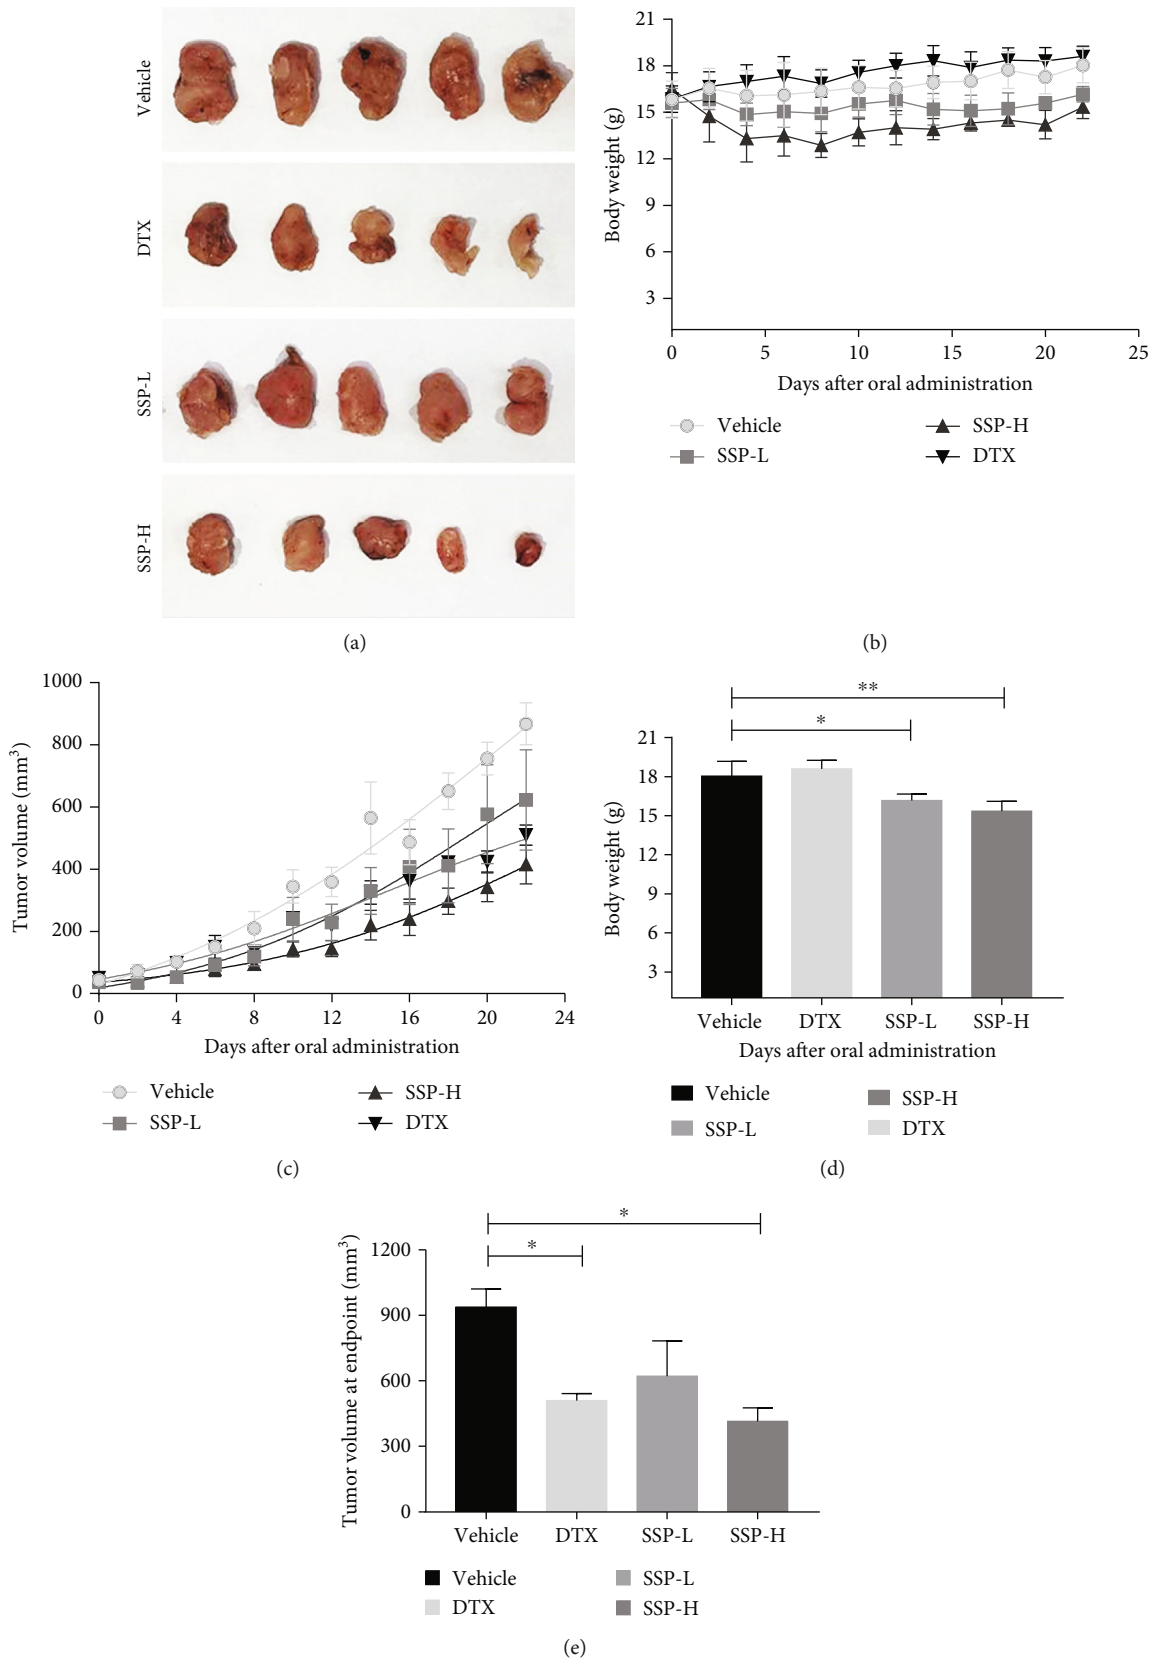 Vehicle
DTX
SSP-L
SSP-H
(a)
21
18
15
12
9
6
3
Body weight (g)
0 5 10 15 20 25
Days after oral administration
Vehicle SSP-H
SSP-L DTX
(b)
1000
800
600
400
200
0
Tumor volume (mm³)
0 4 8 12 16 20 24
Days after oral administration
Vehicle SSP-H
SSP-L DTX
(c)
**
*
21
18
15
12
9
6
3
Body weight (g)
Vehicle DTX SSP-L SSP-H
Days after oral administration
Vehicle SSP-H
SSP-L DTX
(d)
*
*
1200
900
600
300
0
Tumor volume at endpoint (mm³)
Vehicle DTX SSP-L SSP-H
Vehicle SSP-L
DTX SSP-H
(e)